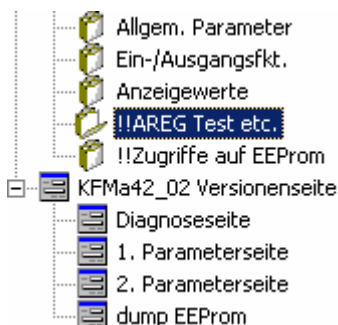 Allgem. Parameter
Ein-/Ausgangsfkt.
Anzeigewerte
!!AREG Test etc.
!!Zugriffe auf EEProm
KFMa42_02 Versionenseite
Diagnoseseite
1. Parameterseite
2. Parameterseite
dump EEProm